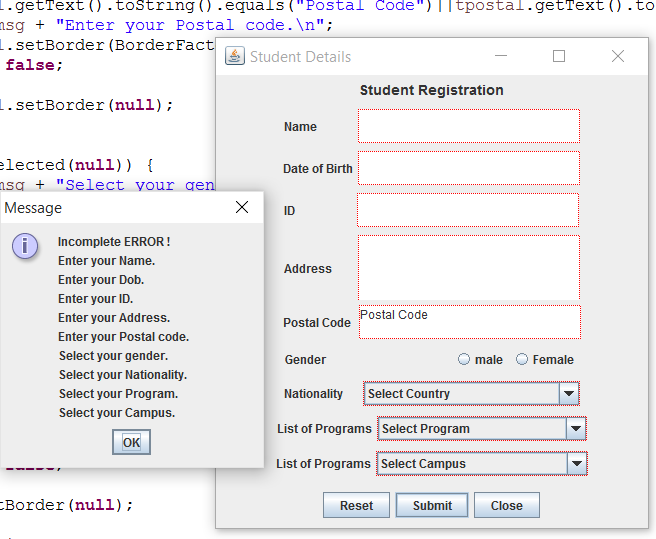 l.getText().toString().equals("Postal Code")||tpostal.getText().to
msg + "Enter your Postal code.\n";
l.setBorder(BorderFact
false;
l.setBorder(null);
elected(null)) {
msg + "Select your gen
Student Details
Student Registration
Name
Date of Birth
ID
Address
Postal Code
Postal Code
Gender
male
Female
Nationality
Select Country
List of Programs
Select Program
List of Programs
Select Campus
Reset
Submit
Close
Message
Incomplete ERROR !
Enter your Name.
Enter your Dob.
Enter your ID.
Enter your Address.
Enter your Postal code.
Select your gender.
Select your Nationality.
Select your Program.
Select your Campus.
OK
tBorder(null);